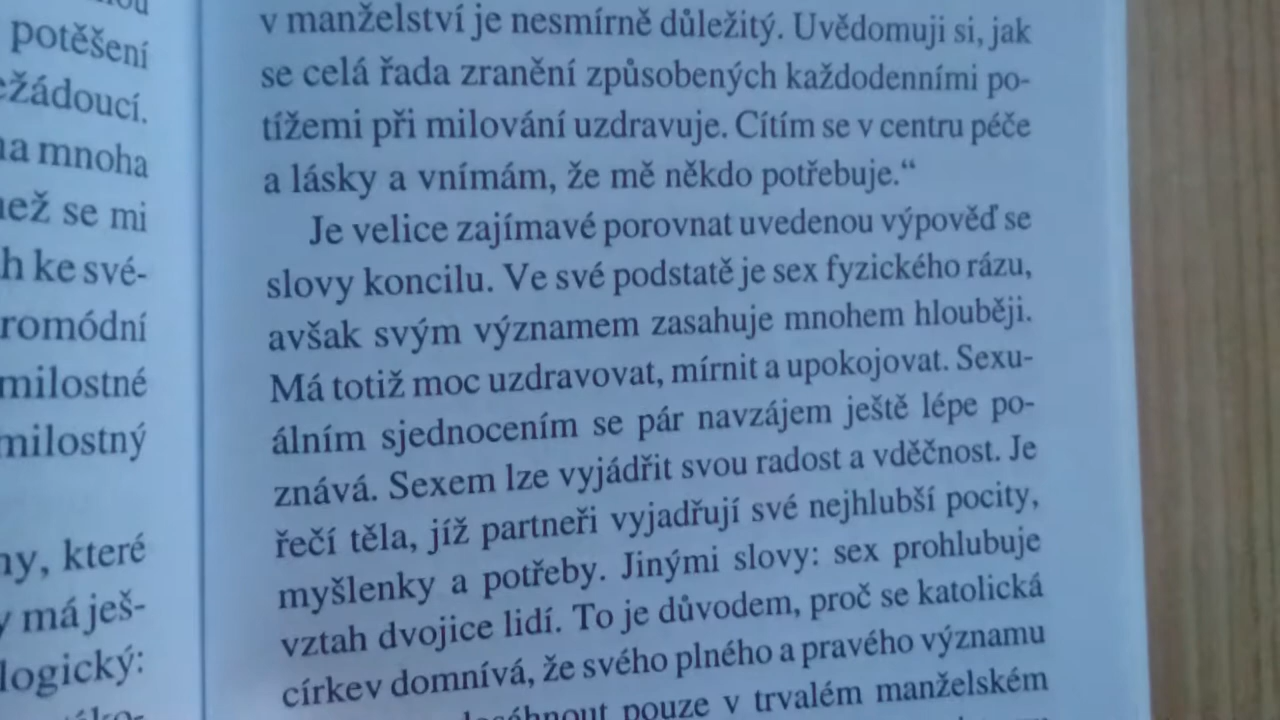 potěšení
žádoucí.
mnoha
než se mi
h ke své-
romódní
milostné
milostný
ny, které
má ješ-
logický:
v manželství je nesmírně důležitý. Uvědomuji si, jak
se celá řada zranění způsobených každodenními po-
tížemi při milování uzdravuje. Cítím se v centru péče
a lásky a vnímám, že mě někdo potřebuje.“
Je velice zajímavé porovnat uvedenou výpověď se
slovy koncilu. Ve své podstatě je sex fyzického rázu,
avšak svým významem zasahuje mnohem hlouběji.
Má totiž moc uzdravovat, mírnit a upokojovat. Sexu-
álním sjednocením se pár navzájem ještě lépe po-
znává. Sexem lze vyjádřit svou radost a vděčnost. Je
řečí těla, jíž partneři vyjadřují své nejhlubší pocity,
myšlenky a potřeby. Jinými slovy: sex prohlubuje
vztah dvojice lidí. To je důvodem, proč se katolická
církev domnívá, že svého plného a pravého významu
pouze v trvalém manželském